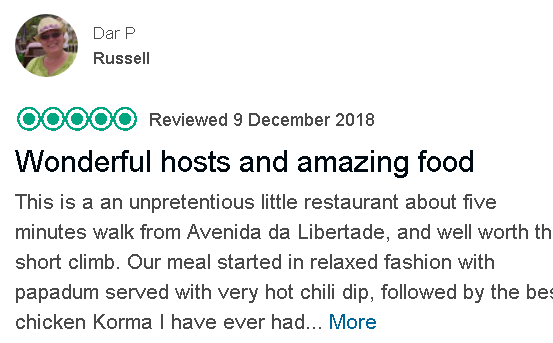 Dar P
Russell
Reviewed 9 December 2018
Wonderful hosts and amazing food
This is a an unpretentious little restaurant about five
minutes walk from Avenida da Libertade, and well worth th
short climb. Our meal started in relaxed fashion with
papadum served with very hot chili dip, followed by the bes
chicken Korma I have ever had... More